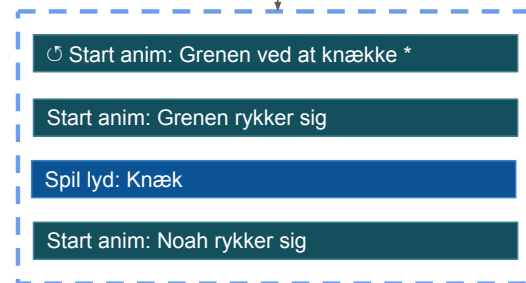 ↺ Start anim: Grenen ved at knække *
Start anim: Grenen rykker sig
Spil lyd: Knæk
Start anim: Noah rykker sig